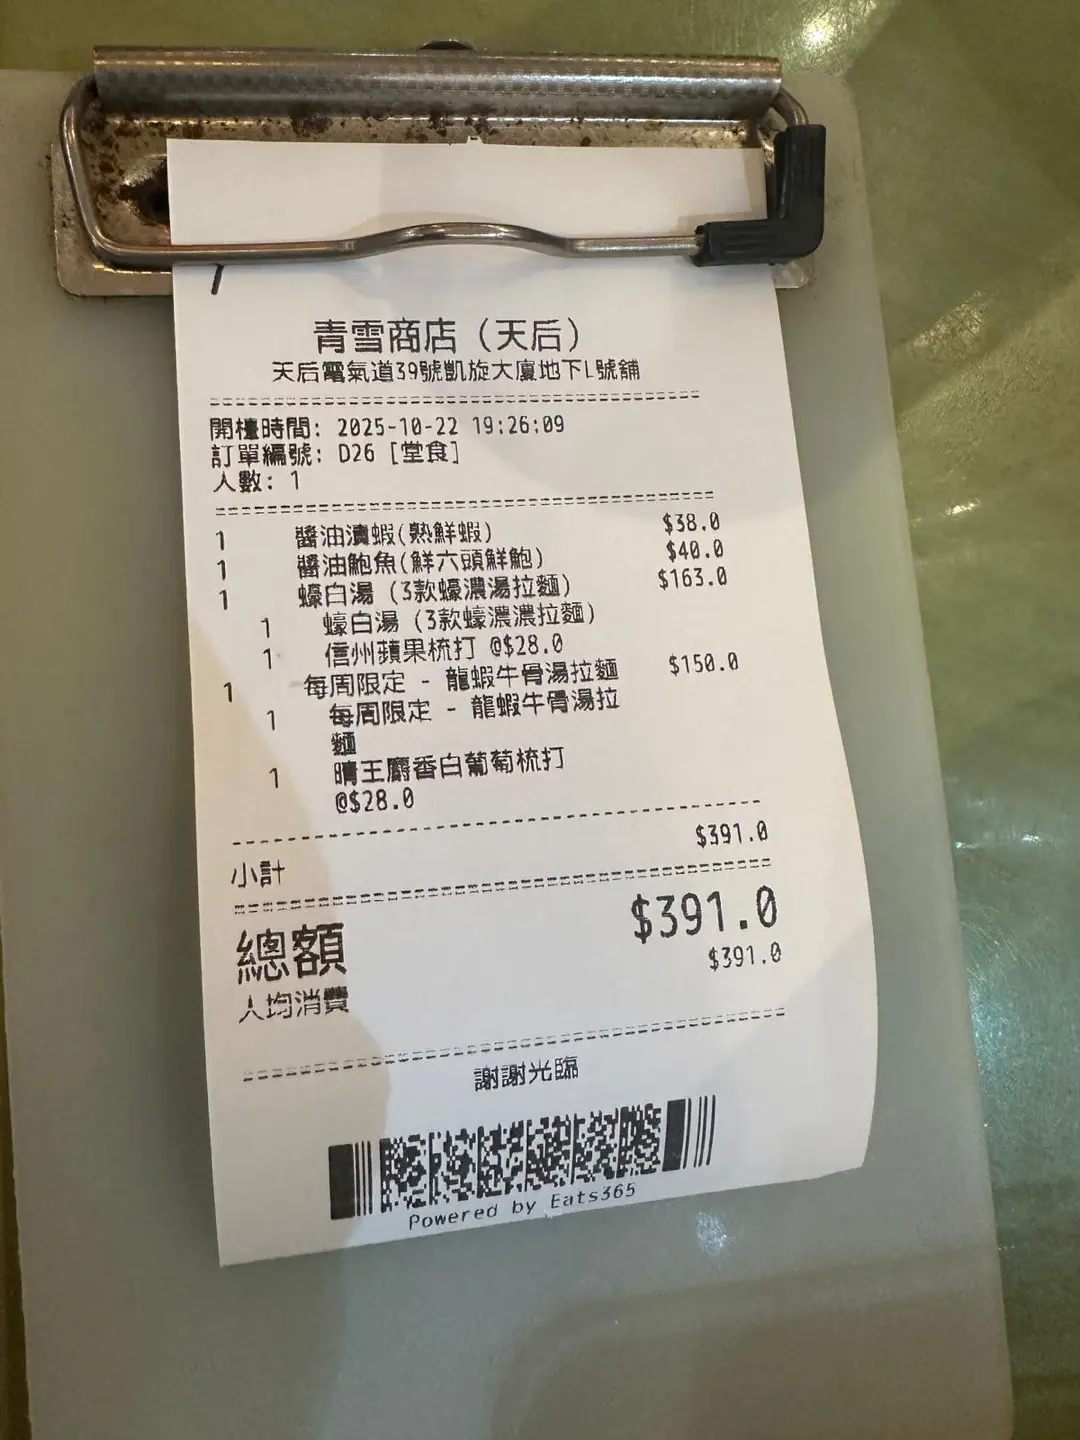 青雪商店（天后）
天后電氣道39號凱旋大廈地下L號舖
開檯時間: 2025-10-22 19:26:09
訂單編號: D26 [堂食]
人數: 1
1 醬油漬蝦(熟鮮蝦) $38.0
1 醬油鮑魚(鮮六頭鮮鮑) $40.0
1 蠔白湯 (3款蠔濃湯拉麵) $163.0
1 蠔白湯 (3款蠔濃濃拉麵)
1 信州蘋果梳打 @$28.0
1 每周限定 - 龍蝦牛骨湯拉麵 $150.0
1 每周限定 - 龍蝦牛骨湯拉
麵
1 晴王麝香白葡萄梳打
@$28.0
小計 $391.0
總額 $391.0
人均消費 $391.0
謝謝光臨
Powered by Eats365